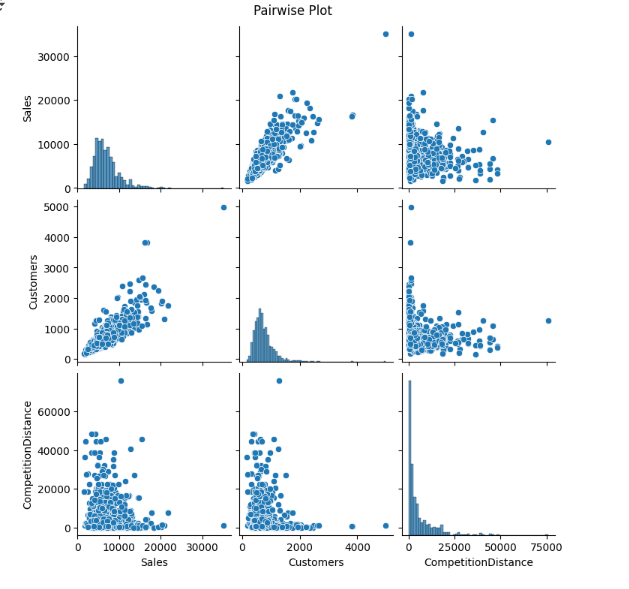 Pairwise Plot
30000
20000
10000
0
Sales
5000
4000
3000
2000
1000
0
Customers
60000
40000
20000
0
CompetitionDistance
0 10000 20000 30000
Sales
0 2000 4000
Customers
0 25000 50000 75000
CompetitionDistance